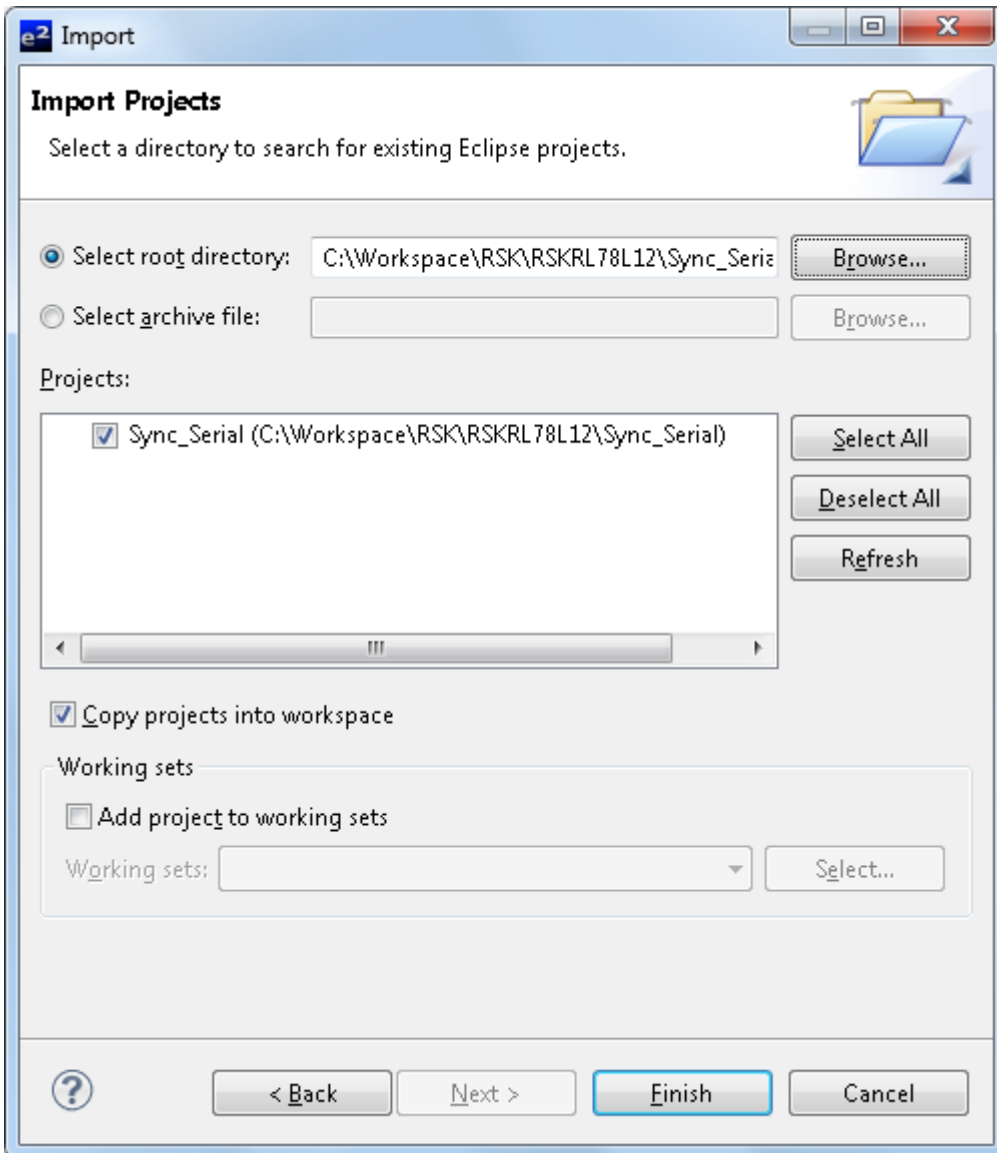 e² Import
Import Projects
Select a directory to search for existing Eclipse projects.
Select root directory: C:\Workspace\RSK\RSKRL78L12\Sync_Seria Browse...
Select archive file: Browse...
Projects:
Sync_Serial (C:\Workspace\RSK\RSKRL78L12\Sync_Serial) Select All
Deselect All
Refresh
Copy projects into workspace
Working sets
Add project to working sets
Working sets: Select...
? < Back Next > Finish Cancel